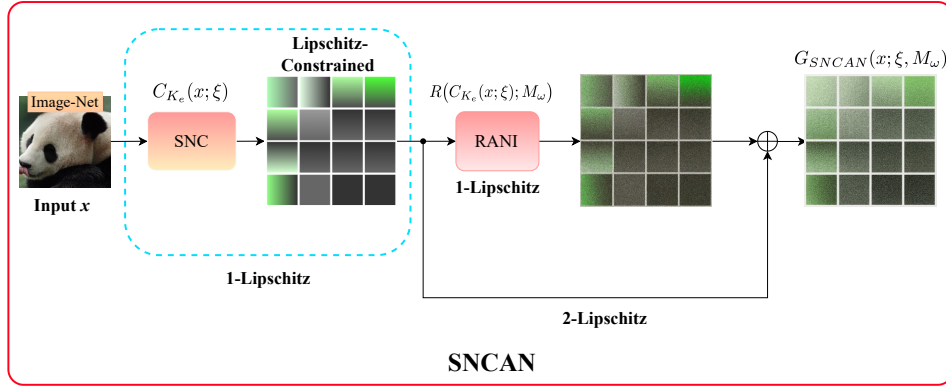 Lipschitz-
Constrained
Image-Net
Input x
C_{K_e}(x; ξ)
SNC
1-Lipschitz
R(C_{K_e}(x; ξ); M_ω)
RANI
1-Lipschitz
G_{SNCAN}(x; ξ, M_ω)
2-Lipschitz
SNCAN